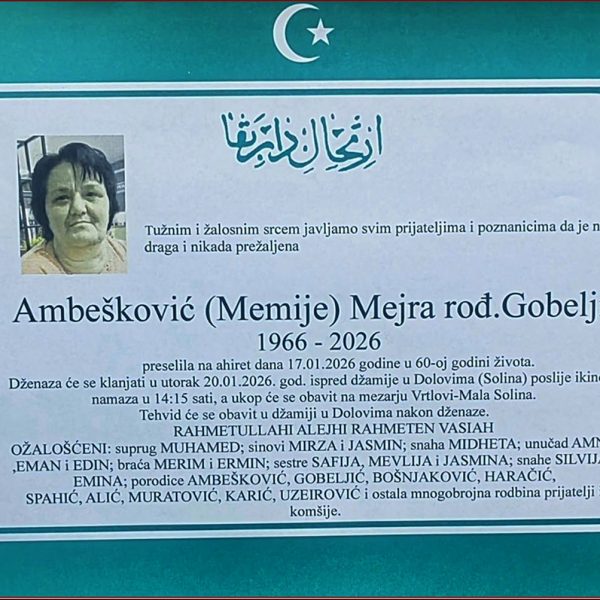 ارتحال دار بقا
Tužnim i žalosnim srcem javljamo svim prijateljima i poznanicima da je n
draga i nikada prežaljena
Ambešković (Memije) Mejra rođ.Gobelj
1966 - 2026
preselila na ahiret dana 17.01.2026 godine u 60-oj godini života.
Dženaza će se klanjati u utorak 20.01.2026. god. ispred džamije u Dolovima (Solina) poslije ikin
namaza u 14:15 sati, a ukop će se obavit na mezarju Vrtlovi-Mala Solina.
Tehvid će se obavit u džamiji u Dolovima nakon dženaze.
RAHMETULLAHI ALEJHI RAHMETEN VASIAH
OŽALOŠĆENI: suprug MUHAMED; sinovi MIRZA i JASMIN; snaha MIDHETA; unučad AMN
,EMAN i EDIN; braća MERIM i ERMIN; sestre SAFIJA, MEVLIJA i JASMINA; snahe SILVIJA
EMINA; porodice AMBEŠKOVIĆ, GOBELJIĆ, BOŠNJAKOVIĆ, HARAČIĆ,
SPAHIĆ, ALIĆ, MURATOVIĆ, KARIĆ, UZEIROVIĆ i ostala mnogobrojna rodbina prijatelji i
komšije.